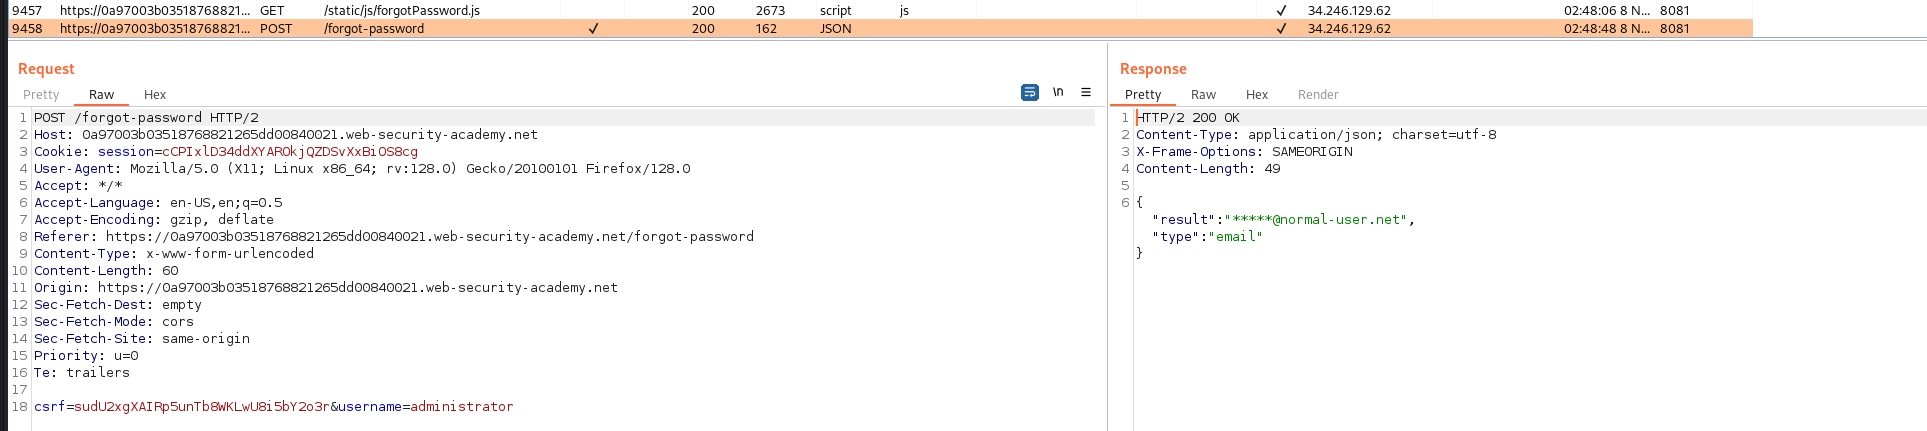 9457 https://0a97003b03518768821... GET /static/js/forgotPassword.js 200 2673 script js ✓ 34.246.129.62 02:48:06 8 N... 8081
9458 https://0a97003b03518768821... POST /forgot-password ✓ 200 162 JSON ✓ 34.246.129.62 02:48:48 8 N... 8081
Request
Pretty Raw Hex \n
1 POST /forgot-password HTTP/2
2 Host: 0a97003b03518768821265dd00840021.web-security-academy.net
3 Cookie: session=cCPIxlD34ddXYAROkjQZDSvXxBiOS8cg
4 User-Agent: Mozilla/5.0 (X11; Linux x86_64; rv:128.0) Gecko/20100101 Firefox/128.0
5 Accept: */*
6 Accept-Language: en-US,en;q=0.5
7 Accept-Encoding: gzip, deflate
8 Referer: https://0a97003b03518768821265dd00840021.web-security-academy.net/forgot-password
9 Content-Type: x-www-form-urlencoded
10 Content-Length: 60
11 Origin: https://0a97003b03518768821265dd00840021.web-security-academy.net
12 Sec-Fetch-Dest: empty
13 Sec-Fetch-Mode: cors
14 Sec-Fetch-Site: same-origin
15 Priority: u=0
16 Te: trailers
17
18 csrf=sudU2xgXAIRp5unTb8WKLwU8i5bY2o3r&username=administrator
Response
Pretty Raw Hex Render
1 HTTP/2 200 OK
2 Content-Type: application/json; charset=utf-8
3 X-Frame-Options: SAMEORIGIN
4 Content-Length: 49
5
6 {
"result":"*****@normal-user.net",
"type":"email"
}